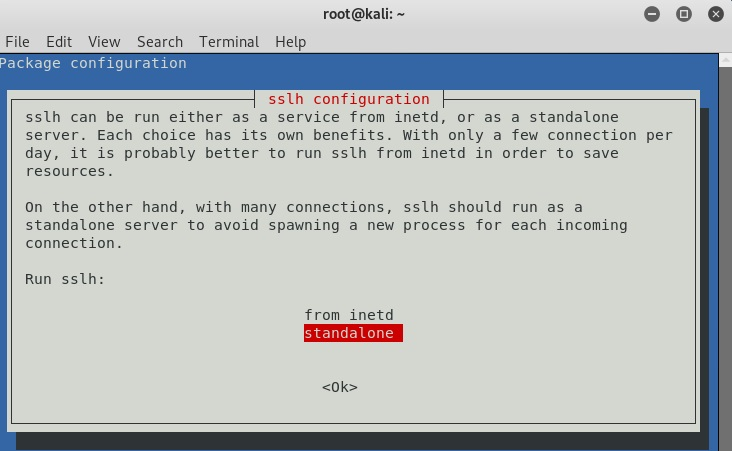 root@kali: ~
File Edit View Search Terminal Help
Package configuration
sslh configuration
sslh can be run either as a service from inetd, or as a standalone
server. Each choice has its own benefits. With only a few connection per
day, it is probably better to run sslh from inetd in order to save
resources.
On the other hand, with many connections, sslh should run as a
standalone server to avoid spawning a new process for each incoming
connection.
Run sslh:
from inetd
standalone
<Ok>